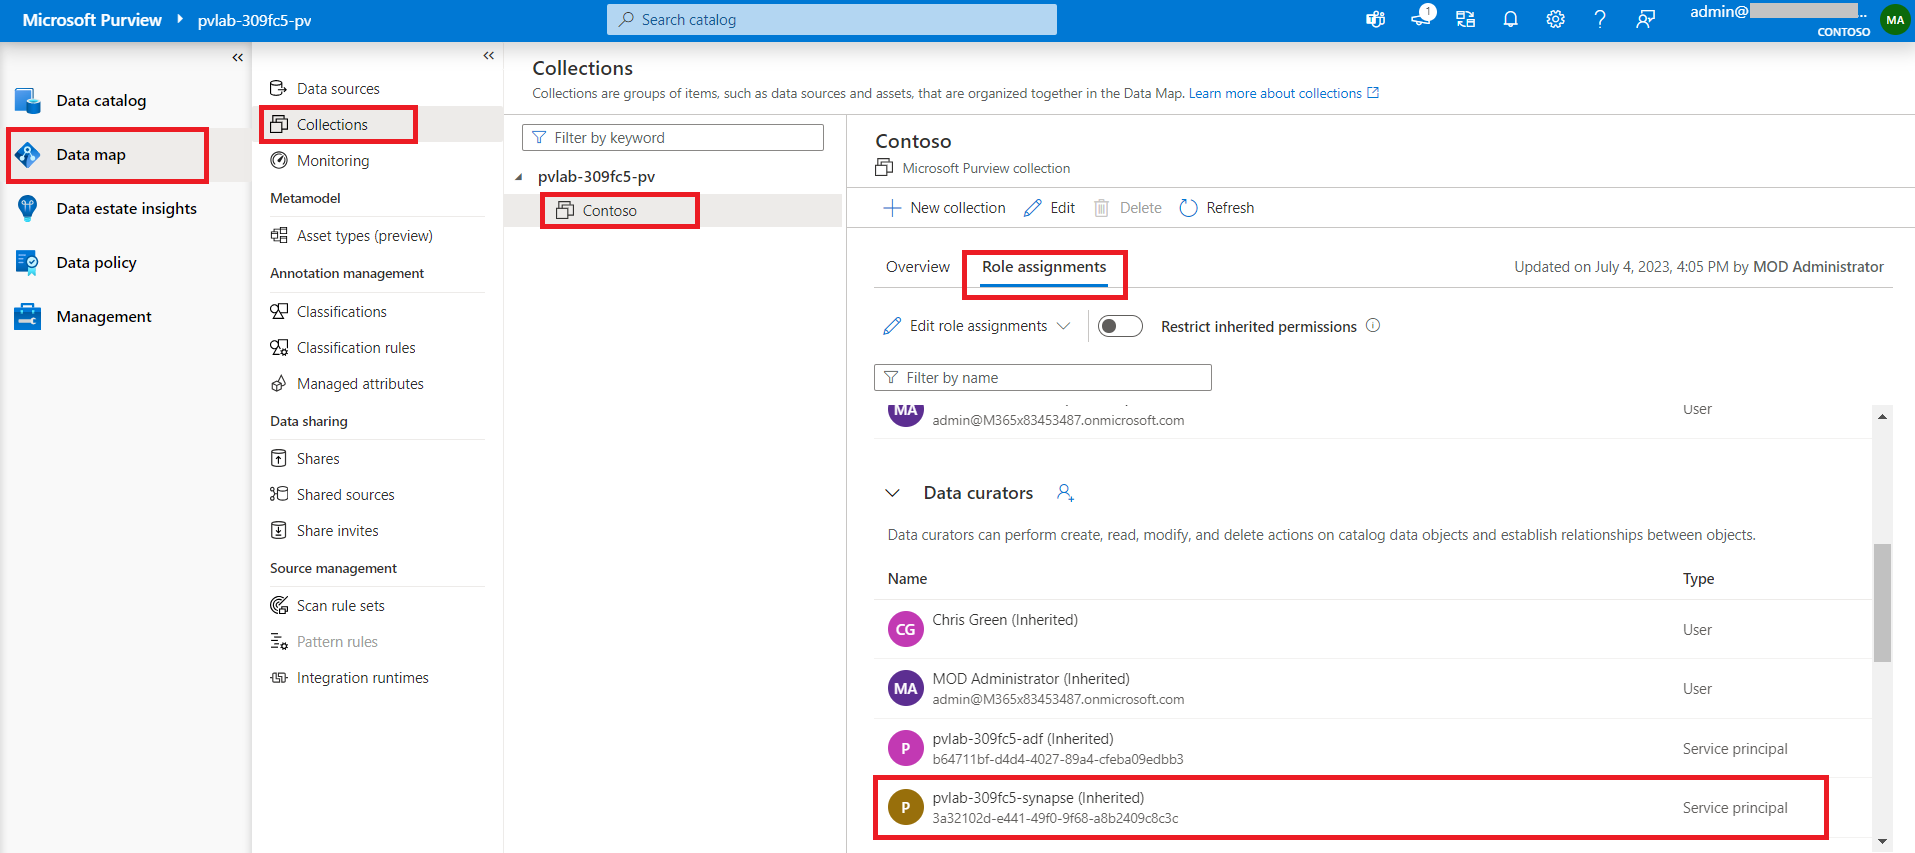 Microsoft Purview
pvlab-309fc5-pv
Search catalog
1
admin@
...
CONTOSO
MA
Data catalog
Data map
Data estate insights
Data policy
Management
Data sources
Collections
Monitoring
Metamodel
Asset types (preview)
Annotation management
Classifications
Classification rules
Managed attributes
Data sharing
Shares
Shared sources
Share invites
Source management
Scan rule sets
Pattern rules
Integration runtimes
Collections
Collections are groups of items, such as data sources and assets, that are organized together in the Data Map. Learn more about collections
Filter by keyword
pvlab-309fc5-pv
Contoso
Contoso
Microsoft Purview collection
New collection
Edit
Delete
Refresh
Overview
Role assignments
Updated on July 4, 2023, 4:05 PM by MOD Administrator
Edit role assignments
Restrict inherited permissions
Filter by name
MA
admin@M365x83453487.onmicrosoft.com
User
Data curators
Data curators can perform create, read, modify, and delete actions on catalog data objects and establish relationships between objects.
Name
Type
CG
Chris Green (Inherited)
User
MA
MOD Administrator (Inherited)
admin@M365x83453487.onmicrosoft.com
User
P
pvlab-309fc5-adf (Inherited)
b64711bf-d4d4-4027-89a4-cfeba09edbb3
Service principal
P
pvlab-309fc5-synapse (Inherited)
3a32102d-e441-49f0-9f68-a8b2409c8c3c
Service principal